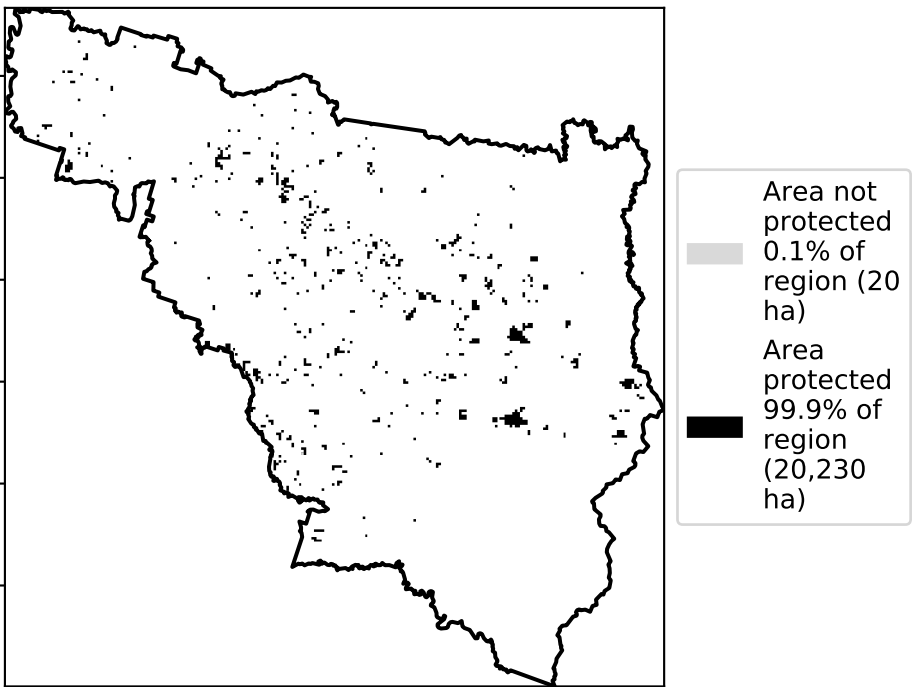 Area not
protected
0.1% of
region (20
ha)
Area
protected
99.9% of
region
(20,230
ha)